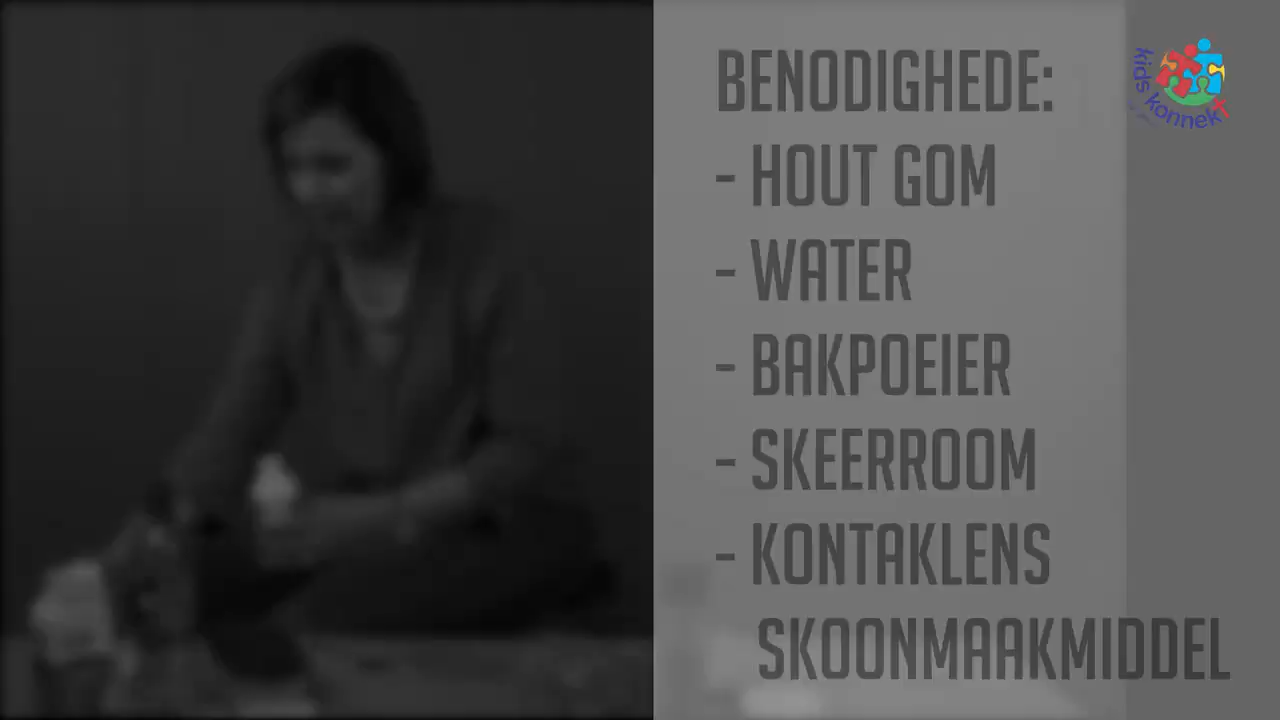 BENODIGHEDE:
- HOUT GOM
- WATER
- BAKPOEIER
- SKEERROOM
- KONTAKLENS
SKOONMAAKMIDDEL
kids konnekt